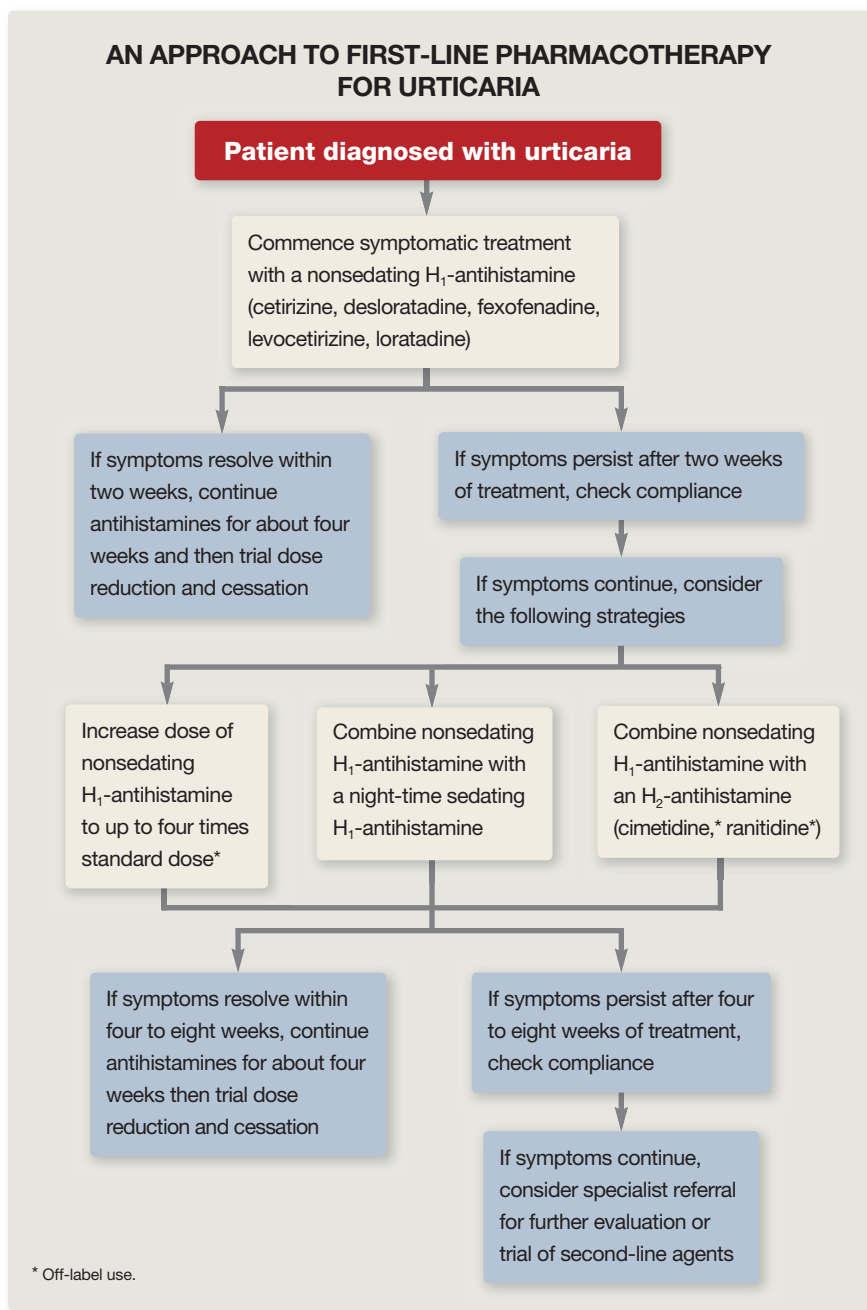 AN APPROACH TO FIRST-LINE PHARMACOTHERAPY
FOR URTICARIA
Patient diagnosed with urticaria
Commence symptomatic treatment
with a nonsedating H₁-antihistamine
(cetirizine, desloratadine, fexofenadine,
levocetirizine, loratadine)
If symptoms resolve within
two weeks, continue
antihistamines for about four
weeks and then trial dose
reduction and cessation
If symptoms persist after two weeks
of treatment, check compliance
If symptoms continue, consider
the following strategies
Increase dose of
nonsedating
H₁-antihistamine
to up to four times
standard dose*
Combine nonsedating
H₁-antihistamine with
a night-time sedating
H₁-antihistamine
Combine nonsedating
H₁-antihistamine with
an H₂-antihistamine
(cimetidine,* ranitidine*)
If symptoms resolve within
four to eight weeks, continue
antihistamines for about four
weeks then trial dose
reduction and cessation
If symptoms persist after four
to eight weeks of treatment,
check compliance
If symptoms continue,
consider specialist referral
for further evaluation or
trial of second-line agents
* Off-label use.